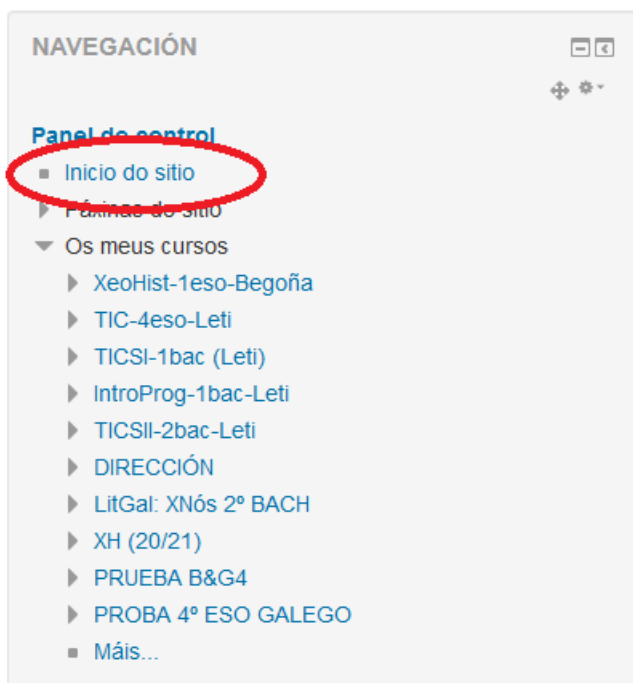 NAVEGACIÓN
Panel de control
Inicio do sitio
Páxinas do sitio
Os meus cursos
XeoHist-1eso-Begoña
TIC-4eso-Leti
TICSI-1bac (Leti)
IntroProg-1bac-Leti
TICSII-2bac-Leti
DIRECCIÓN
LitGal: XNós 2º BACH
XH (20/21)
PRUEBA B&G4
PROBA 4º ESO GALEGO
Máis...